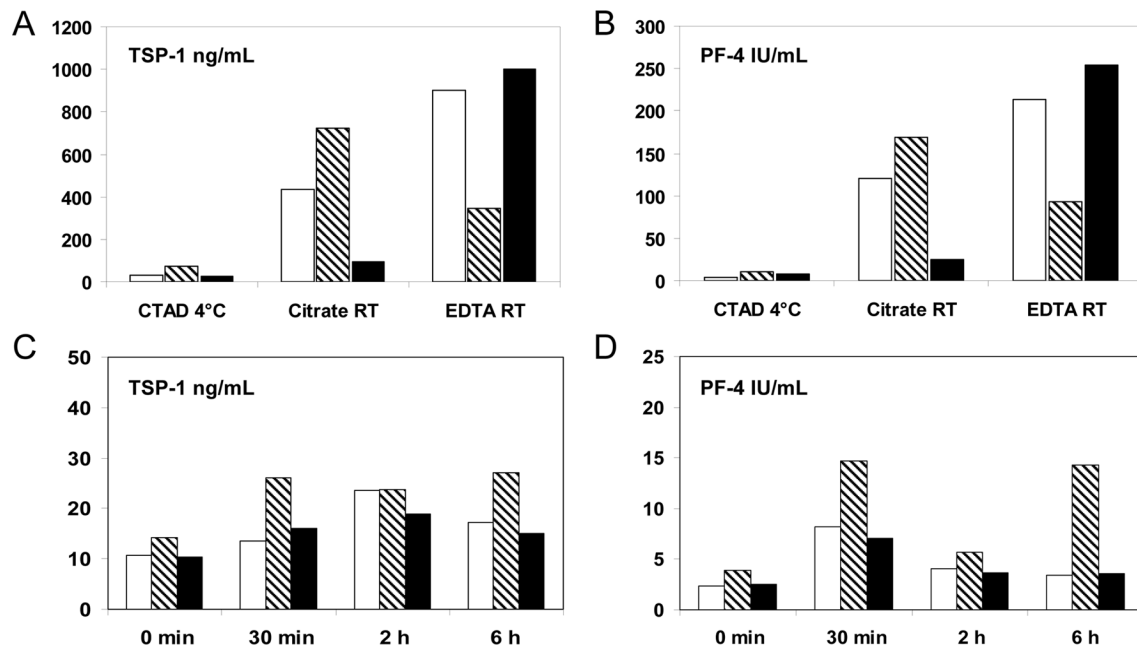 A
TSP-1 ng/mL
1200
1000
800
600
400
200
0
CTAD 4°C Citrate RT EDTA RT
B
PF-4 IU/mL
300
250
200
150
100
50
0
CTAD 4°C Citrate RT EDTA RT
C
TSP-1 ng/mL
50
40
30
20
10
0
0 min 30 min 2 h 6 h
D
PF-4 IU/mL
25
20
15
10
5
0
0 min 30 min 2 h 6 h